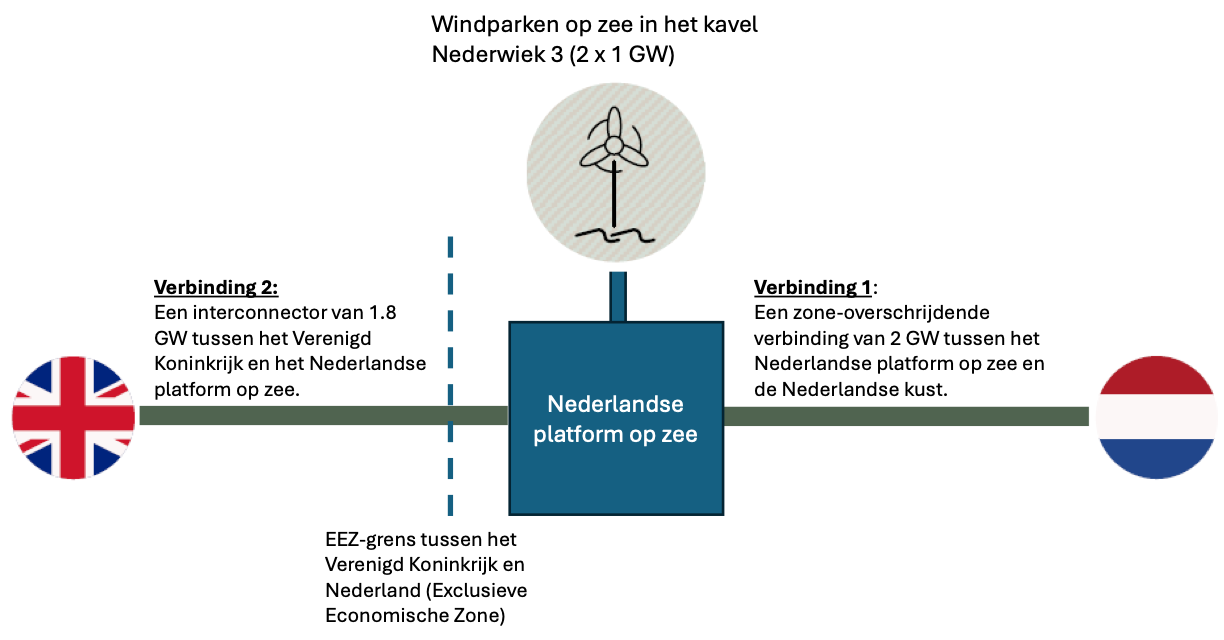 Windparken op zee in het kavel
Nederwiek 3 (2 x 1 GW)
Verbinding 2:
Een interconnector van 1.8
GW tussen het Verenigd
Koninkrijk en het Nederlandse
platform op zee.
Verbinding 1:
Een zone-overschrijdende
verbinding van 2 GW tussen het
Nederlandse platform op zee en
de Nederlandse kust.
Nederlandse
platform op zee
EEZ-grens tussen het
Verenigd Koninkrijk en
Nederland (Exclusieve
Economische Zone)